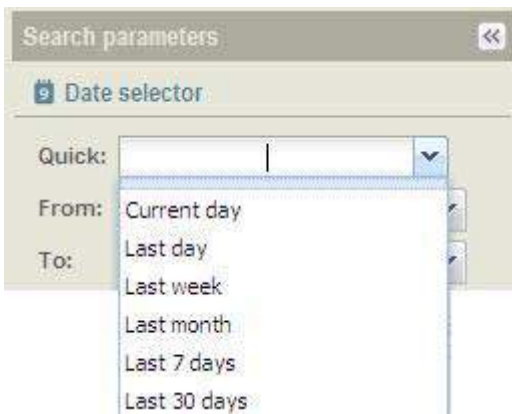 Search parameters
9 Date selector
Quick:
From:
To:
Current day
Last day
Last week
Last month
Last 7 days
Last 30 days